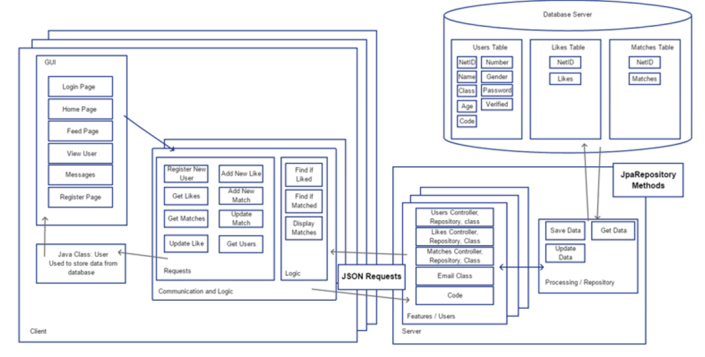 Database Server
Users Table
NetID
Number
Name
Gender
Class
Password
Age
Verified
Code
Likes Table
NetID
Likes
Matches Table
NetID
Matches
GUI
Login Page
Home Page
Feed Page
View User
Messages
Register Page
Java Class: User
Used to store data from
database
Register New
User
Add New Like
Get Likes
Add New
Match
Get Matches
Update
Match
Update Like
Get Users
Requests
Find if
Liked
Find if
Matched
Display
Matches
Logic
Communication and Logic
Client
JSON Requests
JpaRepository
Methods
Users Controller,
Repository, class
Likes Controller,
Repository, Class
Matches Controller,
Repository, Class
Email Class
Code
Features / Users
Save Data
Get Data
Update
Data
Processing / Repository
Server